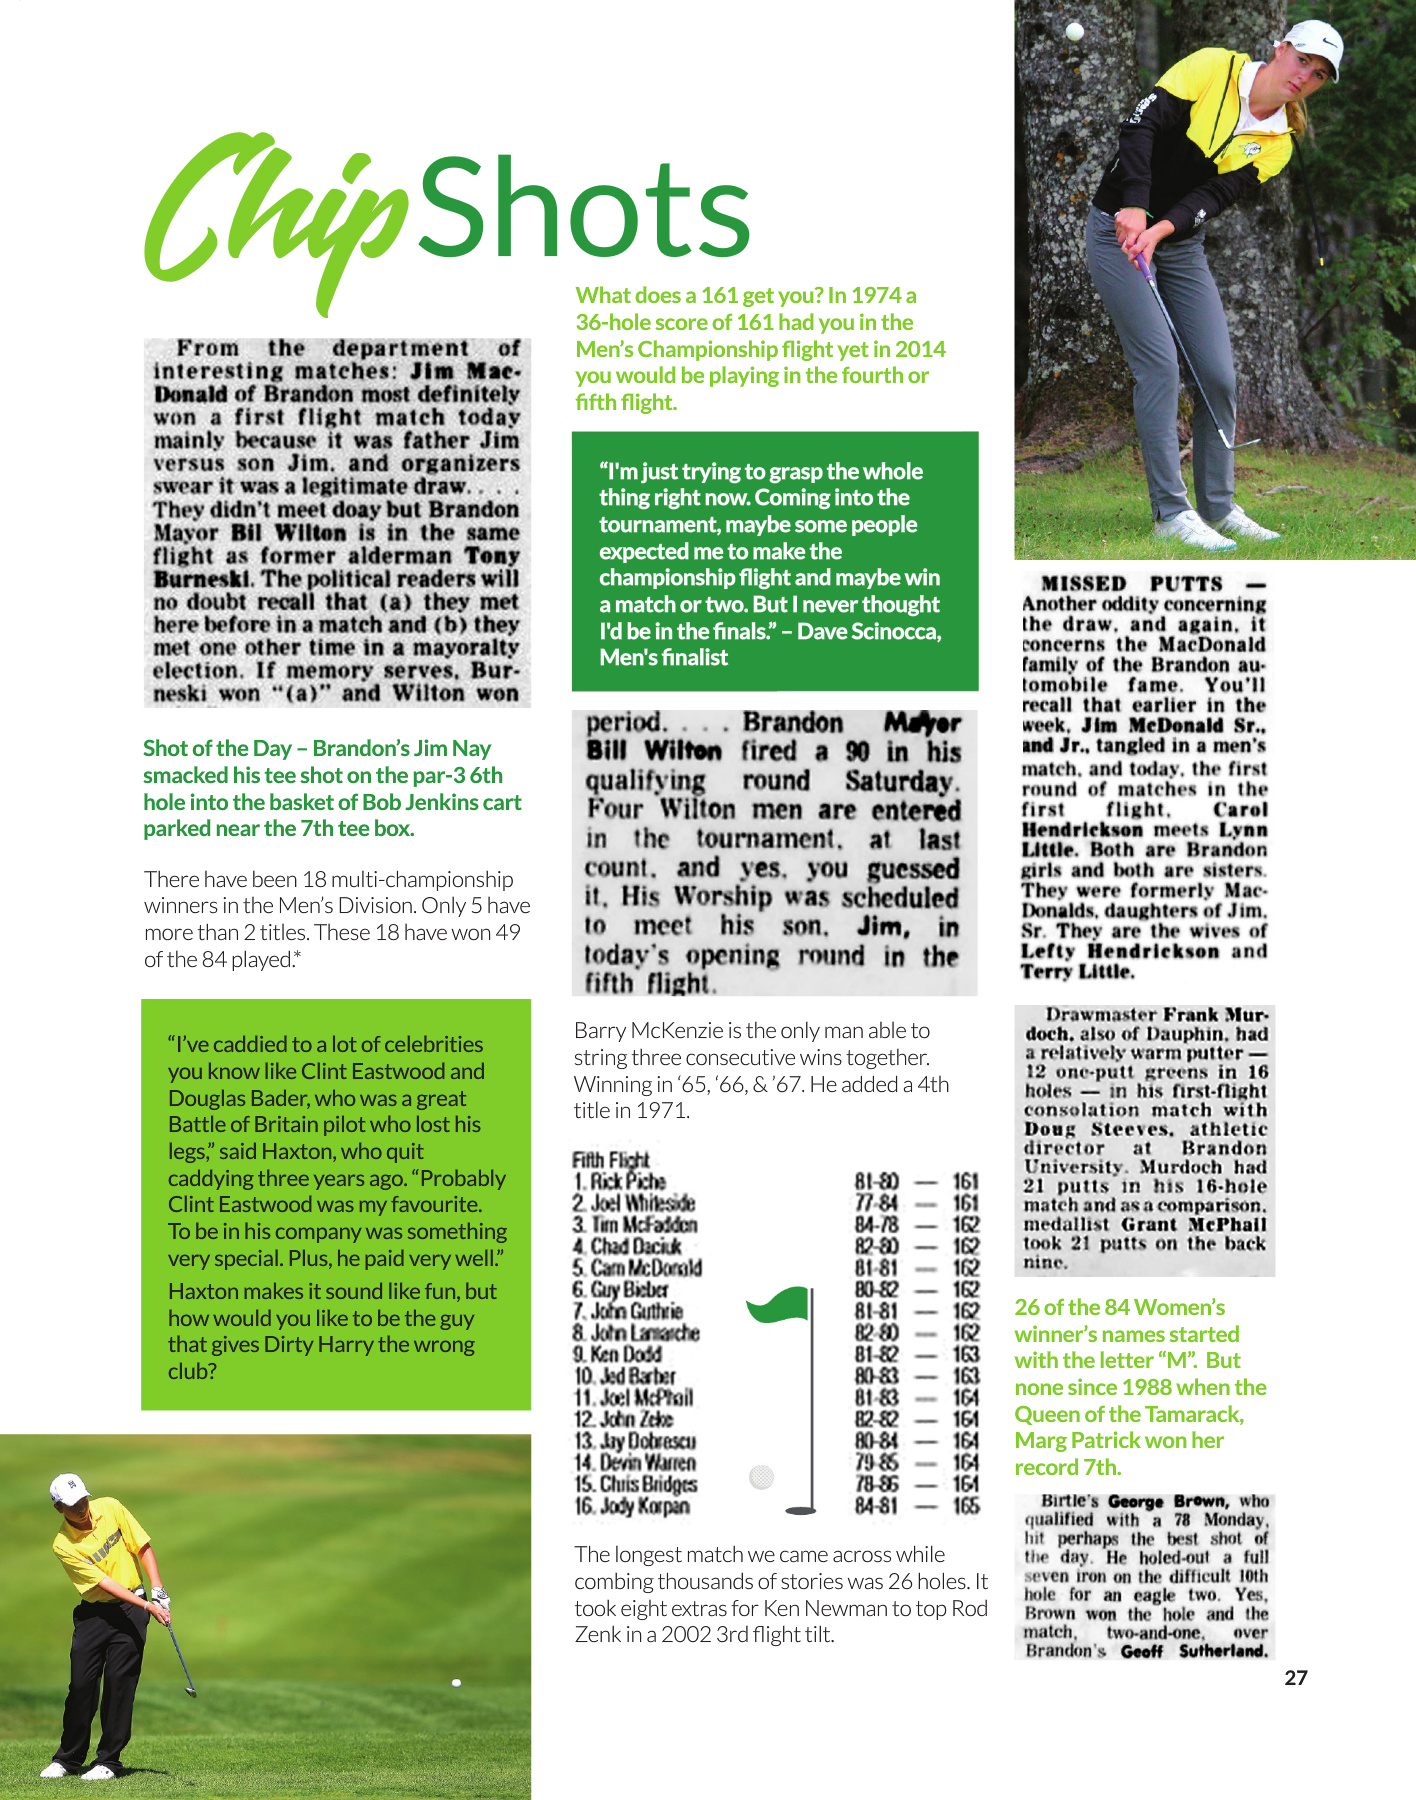 Chip Shots
From the department of
interesting matches: Jim Mac-
Donald of Brandon most definitely
won a first flight match today
mainly because it was father Jim
versus son Jim, and organizers
swear it was a legitimate draw. . . .
They didn't meet doay but Brandon
Mayor Bil Wilton is in the same
flight as former alderman Tony
Burneski. The political readers will
no doubt recall that (a) they met
here before in a match and (b) they
met one other time in a mayoralty
election. If memory serves, Bur-
neski won "(a)" and Wilton won
Shot of the Day – Brandon's Jim Nay
smacked his tee shot on the par-3 6th
hole into the basket of Bob Jenkins cart
parked near the 7th tee box.
There have been 18 multi-championship
winners in the Men's Division. Only 5 have
more than 2 titles. These 18 have won 49
of the 84 played.*
"I've caddied to a lot of celebrities
you know like Clint Eastwood and
Douglas Bader, who was a great
Battle of Britain pilot who lost his
legs," said Haxton, who quit
caddying three years ago. "Probably
Clint Eastwood was my favourite.
To be in his company was something
very special. Plus, he paid very well."
Haxton makes it sound like fun, but
how would you like to be the guy
that gives Dirty Harry the wrong
club?
What does a 161 get you? In 1974 a
36-hole score of 161 had you in the
Men's Championship flight yet in 2014
you would be playing in the fourth or
fifth flight.
"I'm just trying to grasp the whole
thing right now. Coming into the
tournament, maybe some people
expected me to make the
championship flight and maybe win
a match or two. But I never thought
I'd be in the finals." – Dave Scinocca,
Men's finalist
period. . . . Brandon Mayor
Bill Wilton fired a 90 in his
qualifying round Saturday.
Four Wilton men are entered
in the tournament, at last
count, and yes, you guessed
it, His Worship was scheduled
to meet his son, Jim, in
today's opening round in the
fifth flight.
Barry McKenzie is the only man able to
string three consecutive wins together.
Winning in '65, '66, & '67. He added a 4th
title in 1971.
Fifth Flight
1. Rick Piche 81-80 — 161
2. Joel Whiteside 77-84 — 161
3. Tim McFadden 84-78 — 162
4. Chad Daciuk 82-80 — 162
5. Cam McDonald 81-81 — 162
6. Guy Bieber 80-82 — 162
7. John Guthrie 81-81 — 162
8. John Lamarche 82-80 — 162
9. Ken Dodd 81-82 — 163
10. Jed Barber 80-83 — 163
11. Joel McPhail 81-83 — 164
12. John Zeke 82-82 — 164
13. Jay Dobrescu 80-84 — 164
14. Devin Warren 79-85 — 164
15. Chris Bridges 78-86 — 164
16. Jody Korpan 84-81 — 165
The longest match we came across while
combing thousands of stories was 26 holes. It
took eight extras for Ken Newman to top Rod
Zenk in a 2002 3rd flight tilt.
MISSED PUTTS —
Another oddity concerning
the draw, and again, it
concerns the MacDonald
family of the Brandon au-
tomobile fame. You'll
recall that earlier in the
week, Jim McDonald Sr.,
and Jr., tangled in a men's
match, and today, the first
round of matches in the
first flight, Carol
Hendrickson meets Lynn
Little. Both are Brandon
girls and both are sisters.
They were formerly Mac-
Donalds, daughters of Jim,
Sr. They are the wives of
Lefty Hendrickson and
Terry Little.
Drawmaster Frank Mur-
doch, also of Dauphin, had
a relatively warm putter —
12 one-putt greens in 16
holes — in his first-flight
consolation match with
Doug Steeves, athletic
director at Brandon
University. Murdoch had
21 putts in his 16-hole
match and as a comparison,
medallist Grant McPhail
took 21 putts on the back
nine.
26 of the 84 Women's
winner's names started
with the letter "M". But
none since 1988 when the
Queen of the Tamarack,
Marg Patrick won her
record 7th.
Birtle's George Brown, who
qualified with a 78 Monday,
hit perhaps the best shot of
the day. He holed-out a full
seven iron on the difficult 10th
hole for an eagle two. Yes,
Brown won the hole and the
match, two-and-one, over
Brandon's Geoff Sutherland.
27